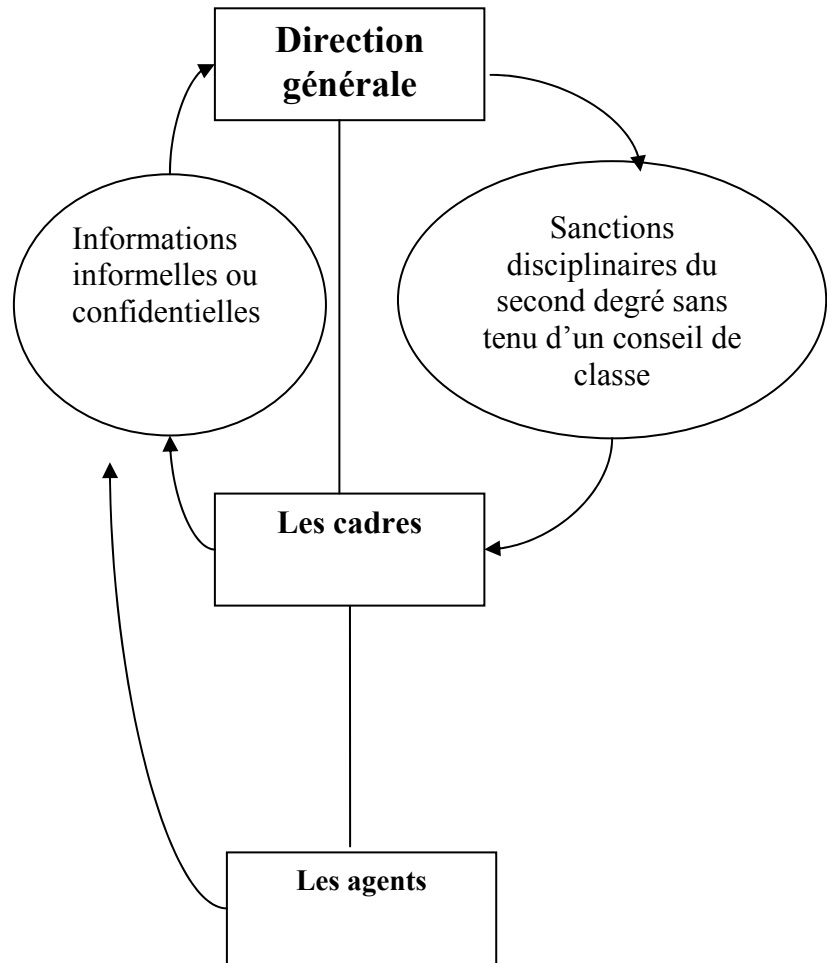 Direction
générale
Informations
informelles ou
confidentielles
Sanctions
disciplinaires du
second degré sans
tenu d’un conseil de
classe
Les cadres
Les agents